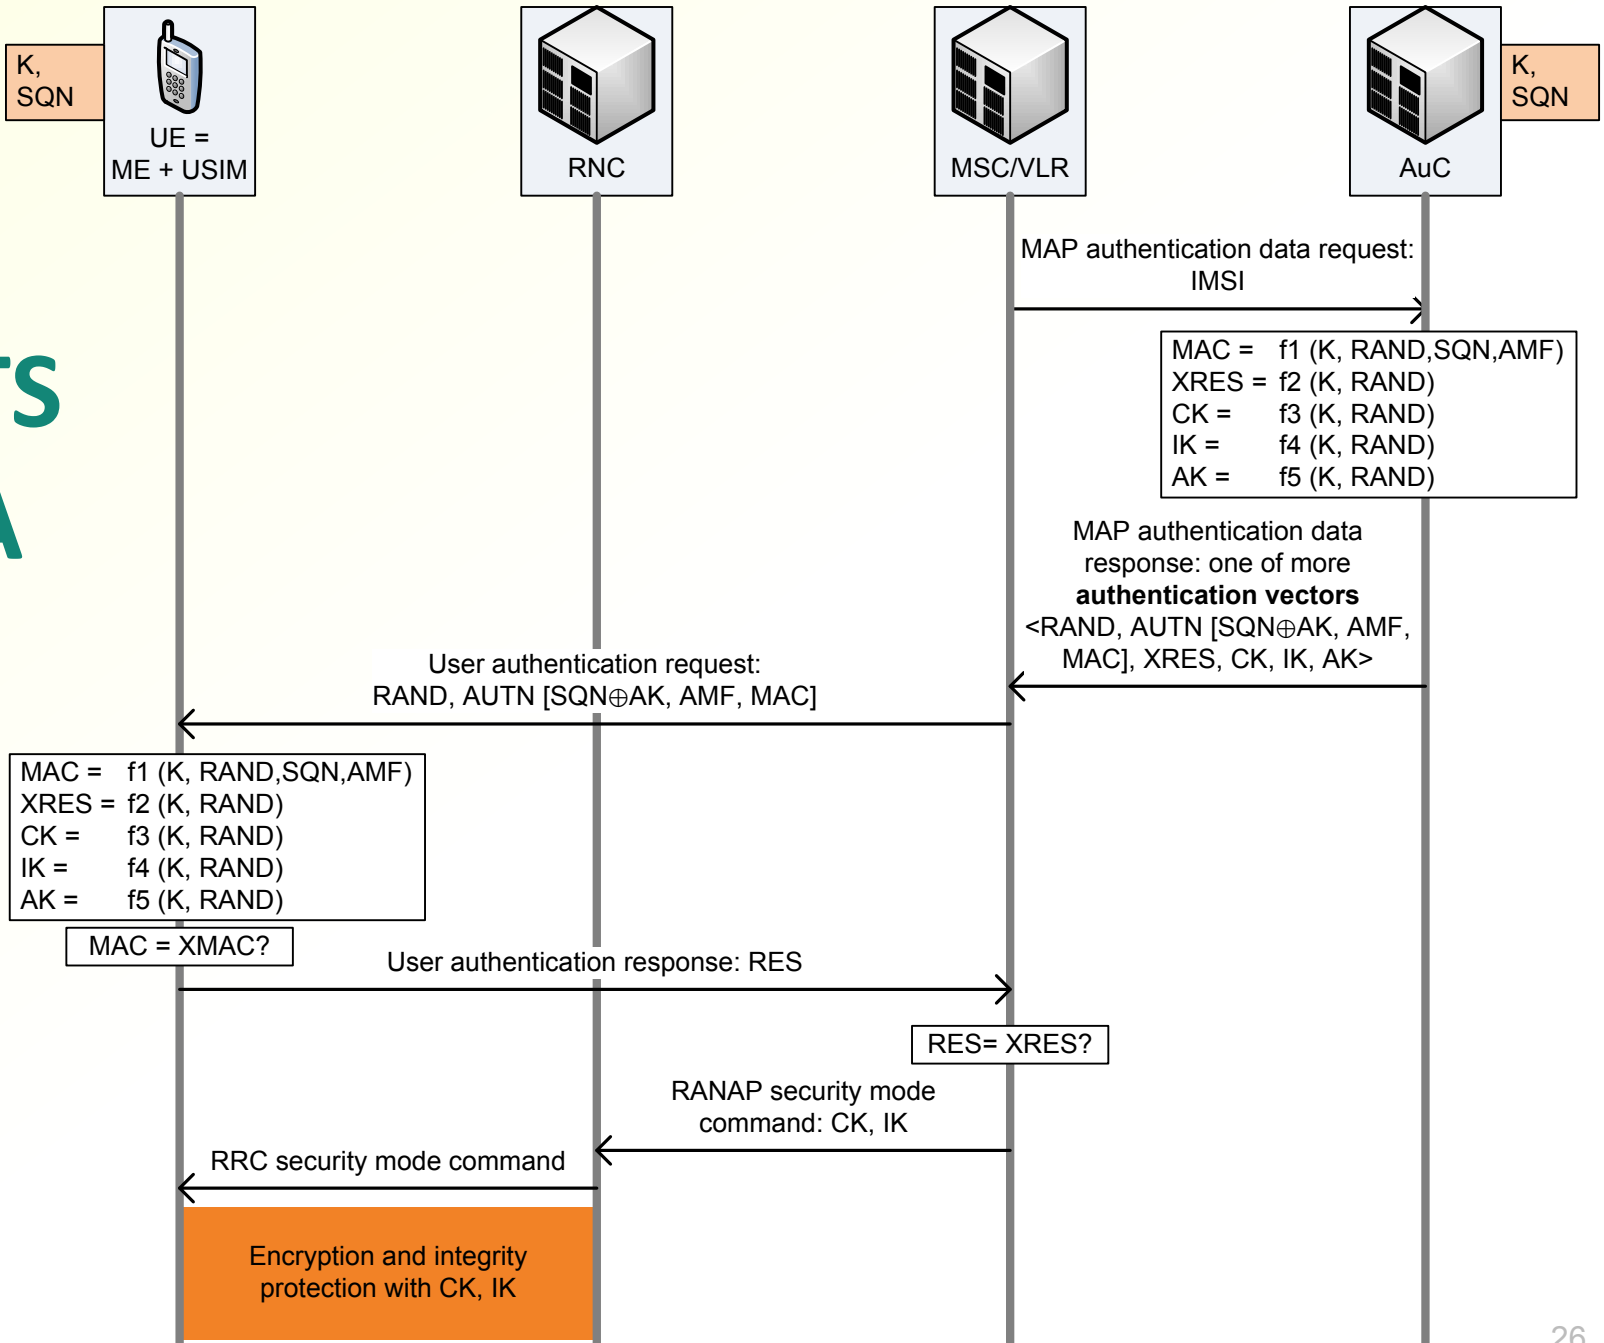 K,
SQN
UE =
ME + USIM
RNC
MSC/VLR
AuC
K,
SQN
MAP authentication data request:
IMSI
TS
A
MAC = f1 (K, RAND,SQN,AMF)
XRES = f2 (K, RAND)
CK = f3 (K, RAND)
IK = f4 (K, RAND)
AK = f5 (K, RAND)
MAP authentication data
response: one of more
authentication vectors
<RAND, AUTN [SQN⊕AK, AMF,
MAC], XRES, CK, IK, AK>
User authentication request:
RAND, AUTN [SQN⊕AK, AMF, MAC]
MAC = f1 (K, RAND,SQN,AMF)
XRES = f2 (K, RAND)
CK = f3 (K, RAND)
IK = f4 (K, RAND)
AK = f5 (K, RAND)
MAC = XMAC?
User authentication response: RES
RES= XRES?
RANAP security mode
command: CK, IK
RRC security mode command
Encryption and integrity
protection with CK, IK
26